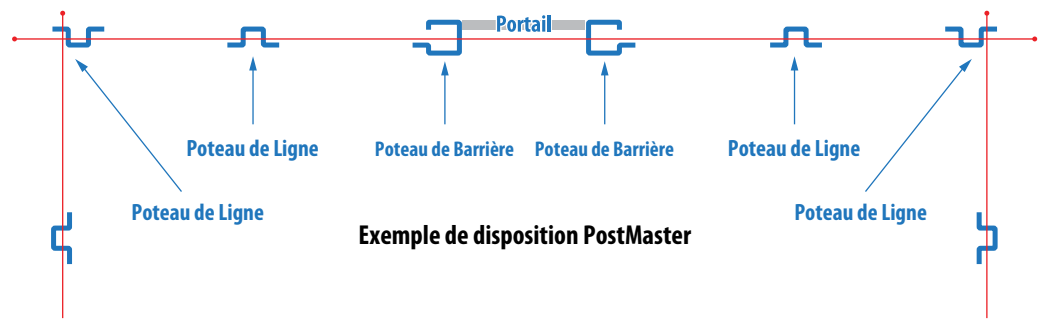 Portail
Poteau de Ligne
Poteau de Barrière
Poteau de Barrière
Poteau de Ligne
Poteau de Ligne
Poteau de Ligne
Exemple de disposition PostMaster